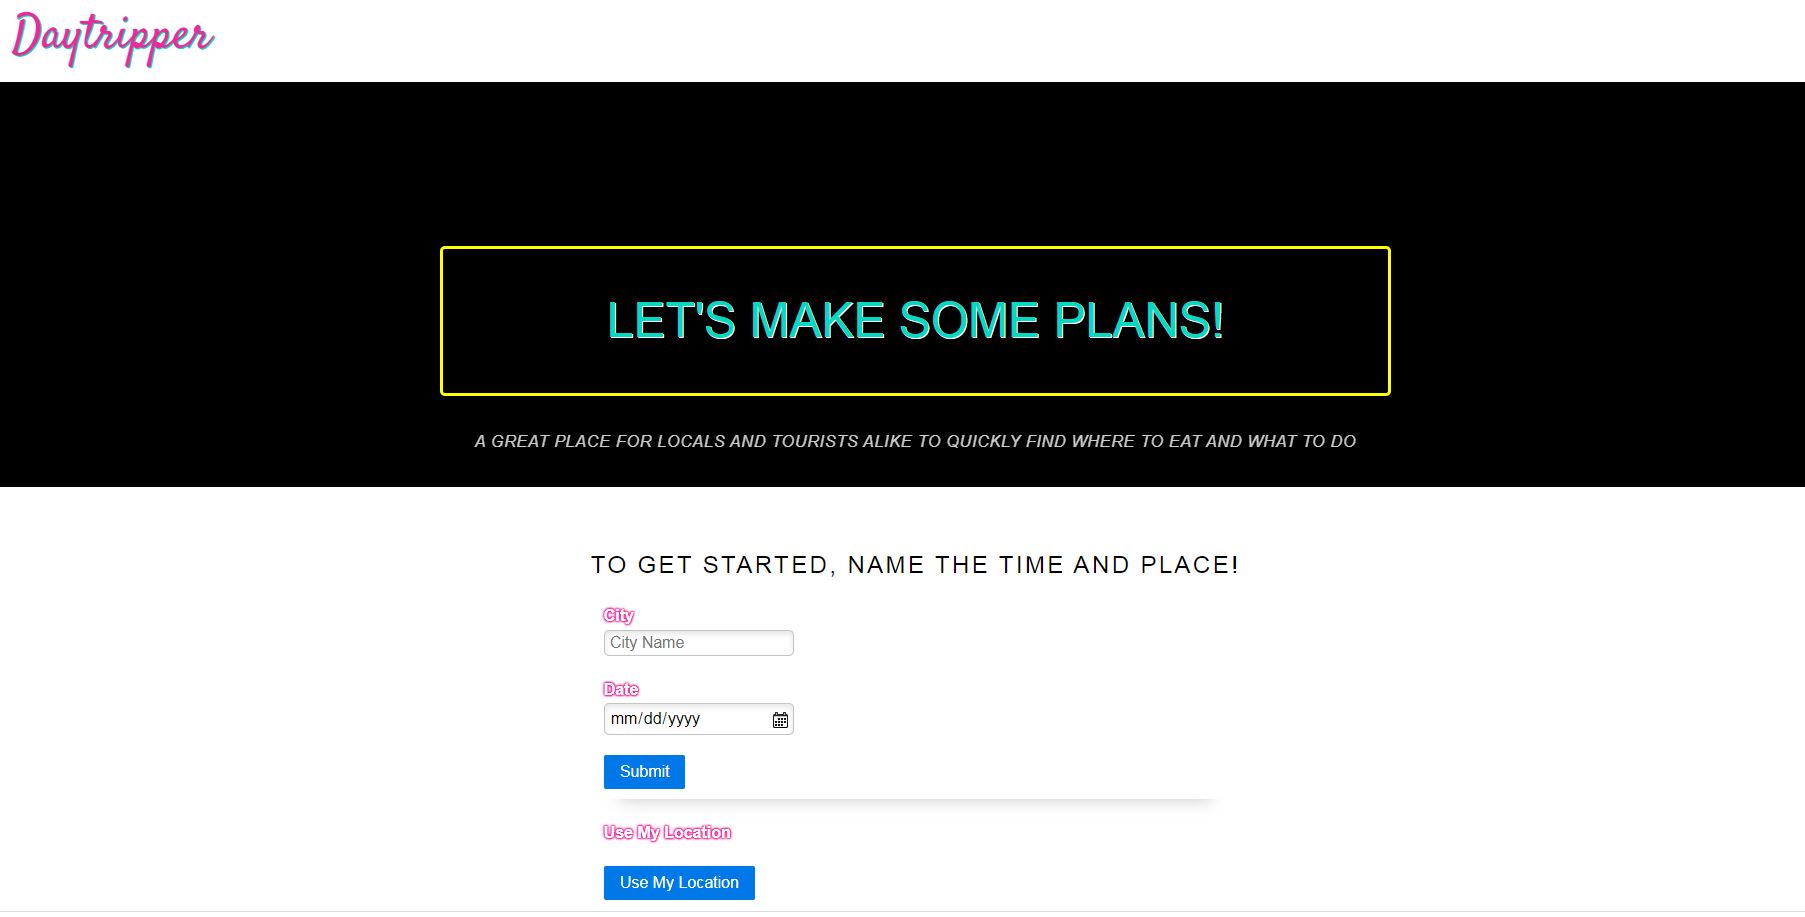 Daytripper
LET'S MAKE SOME PLANS!
A GREAT PLACE FOR LOCALS AND TOURISTS ALIKE TO QUICKLY FIND WHERE TO EAT AND WHAT TO DO
TO GET STARTED, NAME THE TIME AND PLACE!
City
City Name
Date
mm/dd/yyyy
Submit
Use My Location
Use My Location